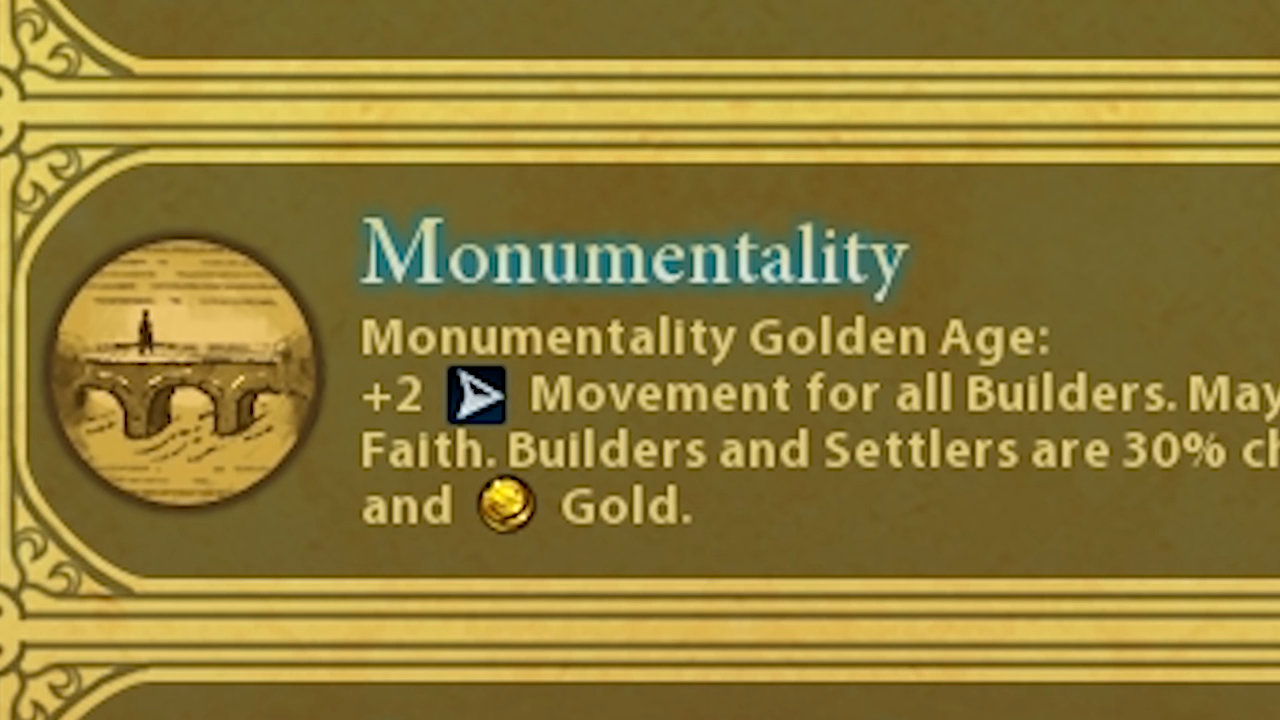 Monumentality
Monumentality Golden Age:
+2 Movement for all Builders. May
Faith. Builders and Settlers are 30% ch
and Gold.